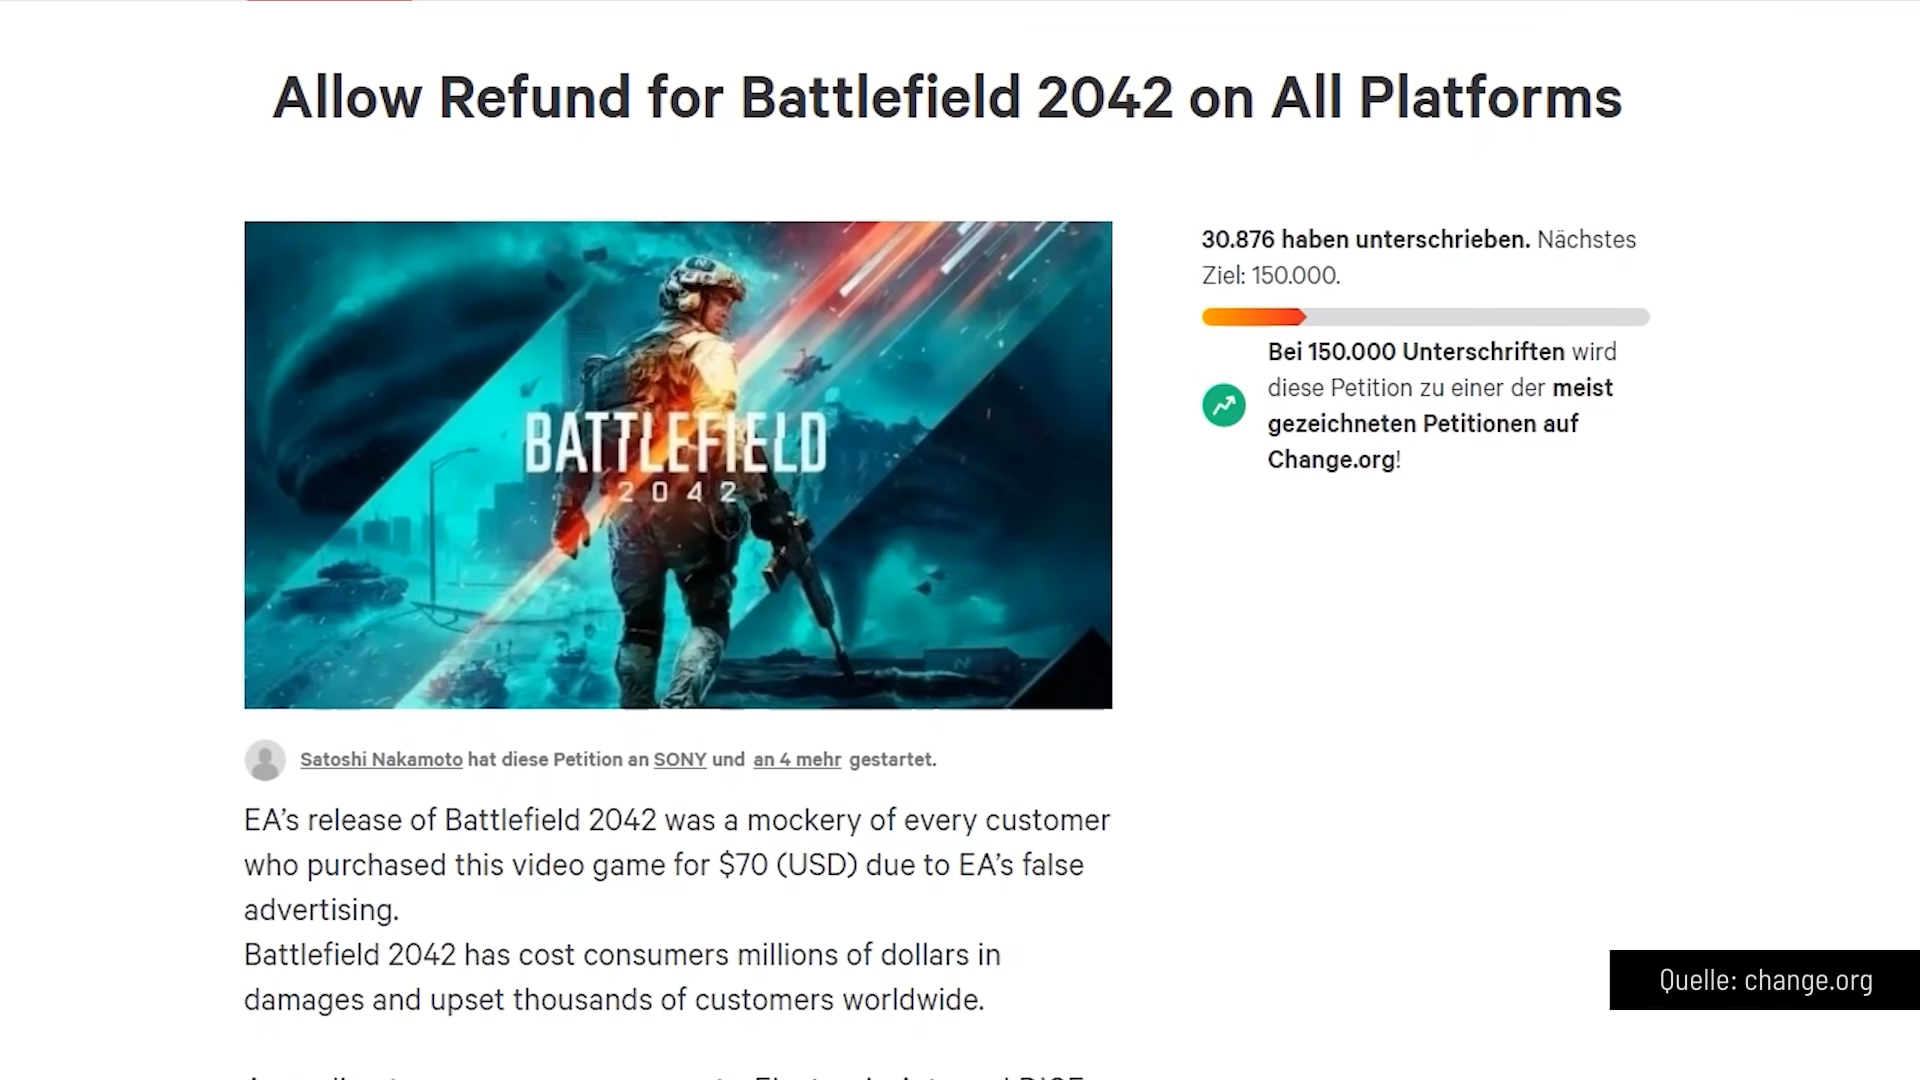 Allow Refund for Battlefield 2042 on All Platforms
BATTLEFIELD
2042
30.876 haben unterschrieben. Nächstes
Ziel: 150.000.
Bei 150.000 Unterschriften wird
diese Petition zu einer der meist
gezeichneten Petitionen auf
Change.org!
Satoshi Nakamoto hat diese Petition an SONY und an 4 mehr gestartet.
EA’s release of Battlefield 2042 was a mockery of every customer
who purchased this video game for $70 (USD) due to EA’s false
advertising.
Battlefield 2042 has cost consumers millions of dollars in
damages and upset thousands of customers worldwide.
Quelle: change.org